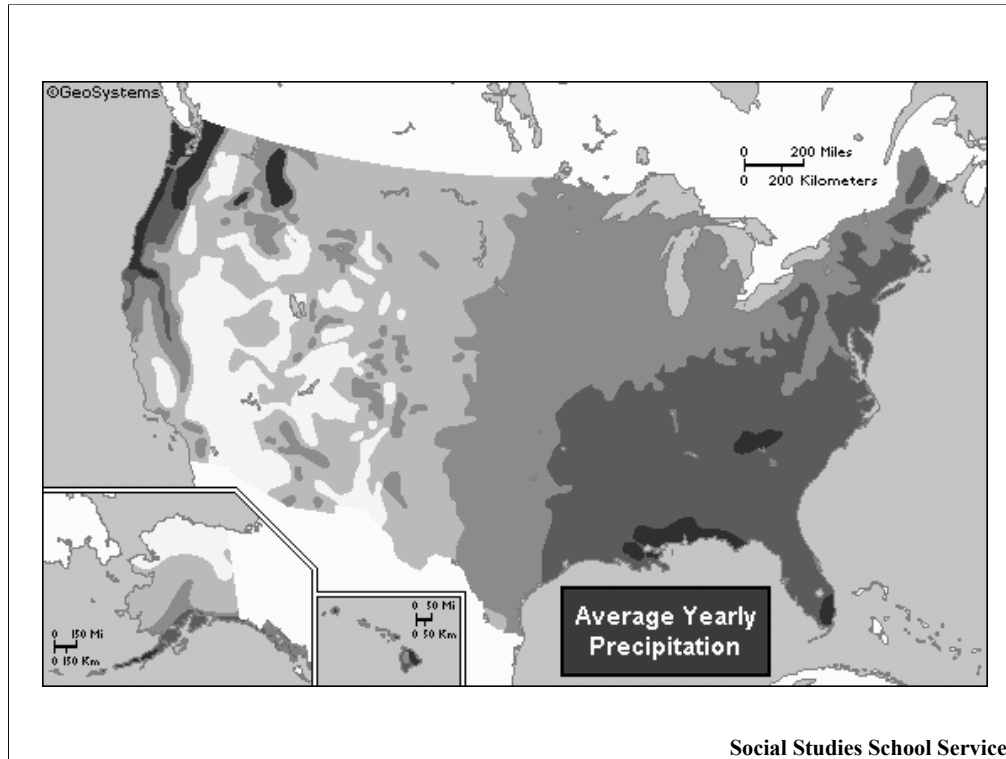 ©GeoSystems
0 200 Miles
0 200 Kilometers
0 150 Mi
0 150 Km
0 50 Mi
0 50 Km
Average Yearly
Precipitation
Social Studies School Service